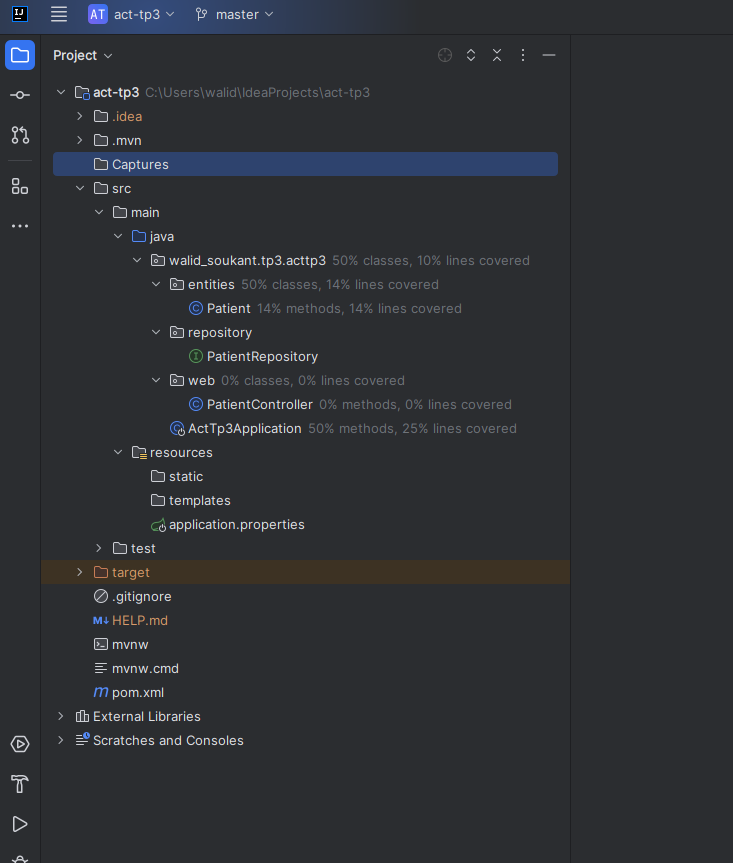 IJ AT act-tp3 master
Project
act-tp3 C:\Users\walid\IdeaProjects\act-tp3
.idea
.mvn
Captures
src
main
java
walid_soukant.tp3.acttp3 50% classes, 10% lines covered
entities 50% classes, 14% lines covered
C Patient 14% methods, 14% lines covered
repository
I PatientRepository
web 0% classes, 0% lines covered
C PatientController 0% methods, 0% lines covered
C ActTp3Application 50% methods, 25% lines covered
resources
static
templates
application.properties
test
target
.gitignore
M↓ HELP.md
mvnw
mvnw.cmd
m pom.xml
External Libraries
Scratches and Consoles